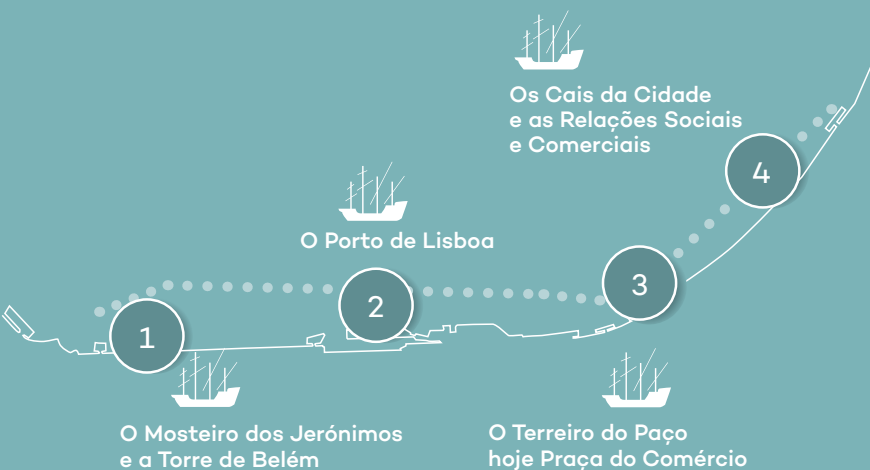 Os Cais da Cidade
e as Relações Sociais
e Comerciais
4
O Porto de Lisboa
3
2
1
O Mosteiro dos Jerónimos
e a Torre de Belém
O Terreiro do Paço
hoje Praça do Comércio